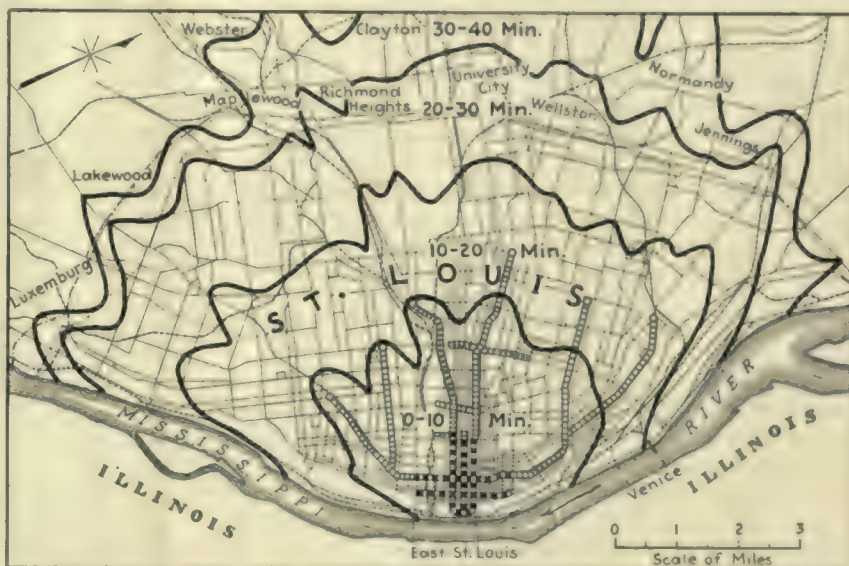 Webster
Clayton 30-40 Min.
Maplewood
Richmond
Heights
University
City
20-30 Min.
Wellston
Normandy
Jennings
Lakewood
Luxemburg
10-20 Min.
ST. LOUIS
0-10 Min.
MISSISSIPPI RIVER
ILLINOIS
ILLINOIS
Venice
East St. Louis
0 1 2 3
Scale of Miles